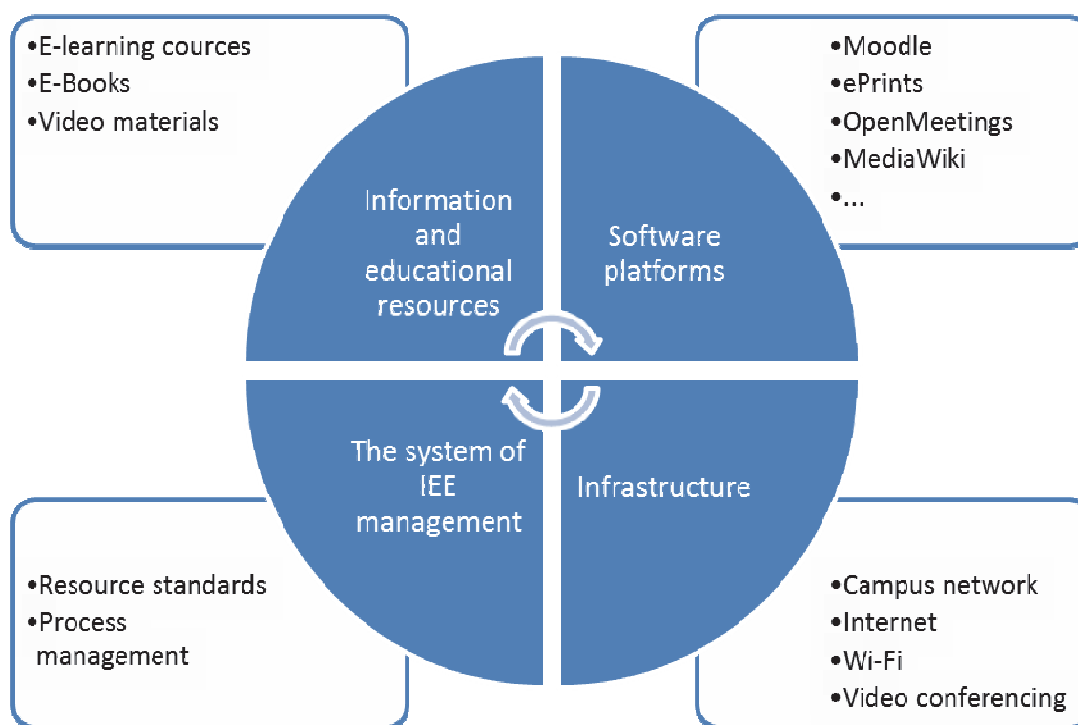 •E-learning cources
•E-Books
•Video materials
•Moodle
•ePrints
•OpenMeetings
•MediaWiki
•...
Information
and
educational
resources
Software
platforms
The system of
IEE
management
Infrastructure
•Resource standards
•Process
management
•Campus network
•Internet
•Wi-Fi
•Video conferencing